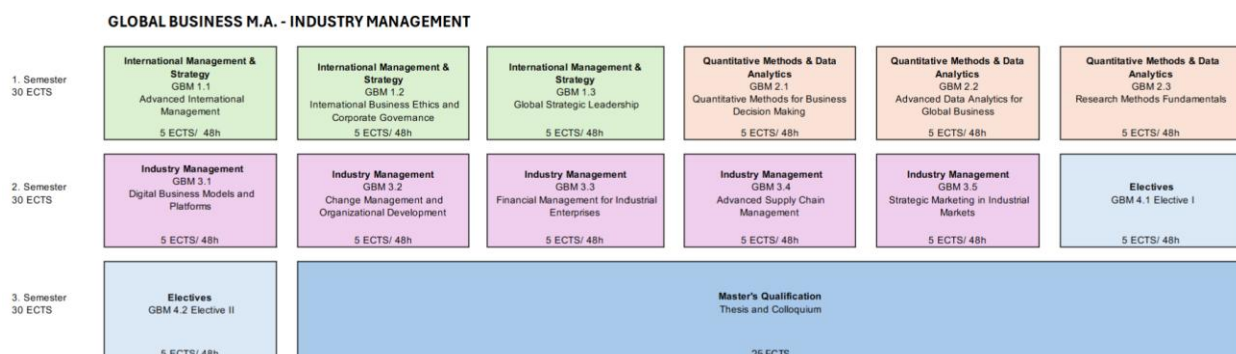 GLOBAL BUSINESS M.A. - INDUSTRY MANAGEMENT
1. Semester
30 ECTS
International Management &
Strategy
GBM 1.1
Advanced International
Management
5 ECTS/ 48h
International Management &
Strategy
GBM 1.2
International Business Ethics and
Corporate Governance
5 ECTS/ 48h
International Management &
Strategy
GBM 1.3
Global Strategic Leadership
5 ECTS/ 48h
Quantitative Methods & Data
Analytics
GBM 2.1
Quantitative Methods for Business
Decision Making
5 ECTS/ 48h
Quantitative Methods & Data
Analytics
GBM 2.2
Advanced Data Analytics for
Global Business
5 ECTS/ 48h
Quantitative Methods & Data
Analytics
GBM 2.3
Research Methods Fundamentals
5 ECTS/ 48h
2. Semester
30 ECTS
Industry Management
GBM 3.1
Digital Business Models and
Platforms
5 ECTS/ 48h
Industry Management
GBM 3.2
Change Management and
Organizational Development
5 ECTS/ 48h
Industry Management
GBM 3.3
Financial Management for Industrial
Enterprises
5 ECTS/ 48h
Industry Management
GBM 3.4
Advanced Supply Chain
Management
5 ECTS/ 48h
Industry Management
GBM 3.5
Strategic Marketing in Industrial
Markets
5 ECTS/ 48h
Electives
GBM 4.1 Elective I
5 ECTS/ 48h
3. Semester
30 ECTS
Electives
GBM 4.2 Elective II
5 ECTS/ 48h
Master's Qualification
Thesis and Colloquium
25 ECTS